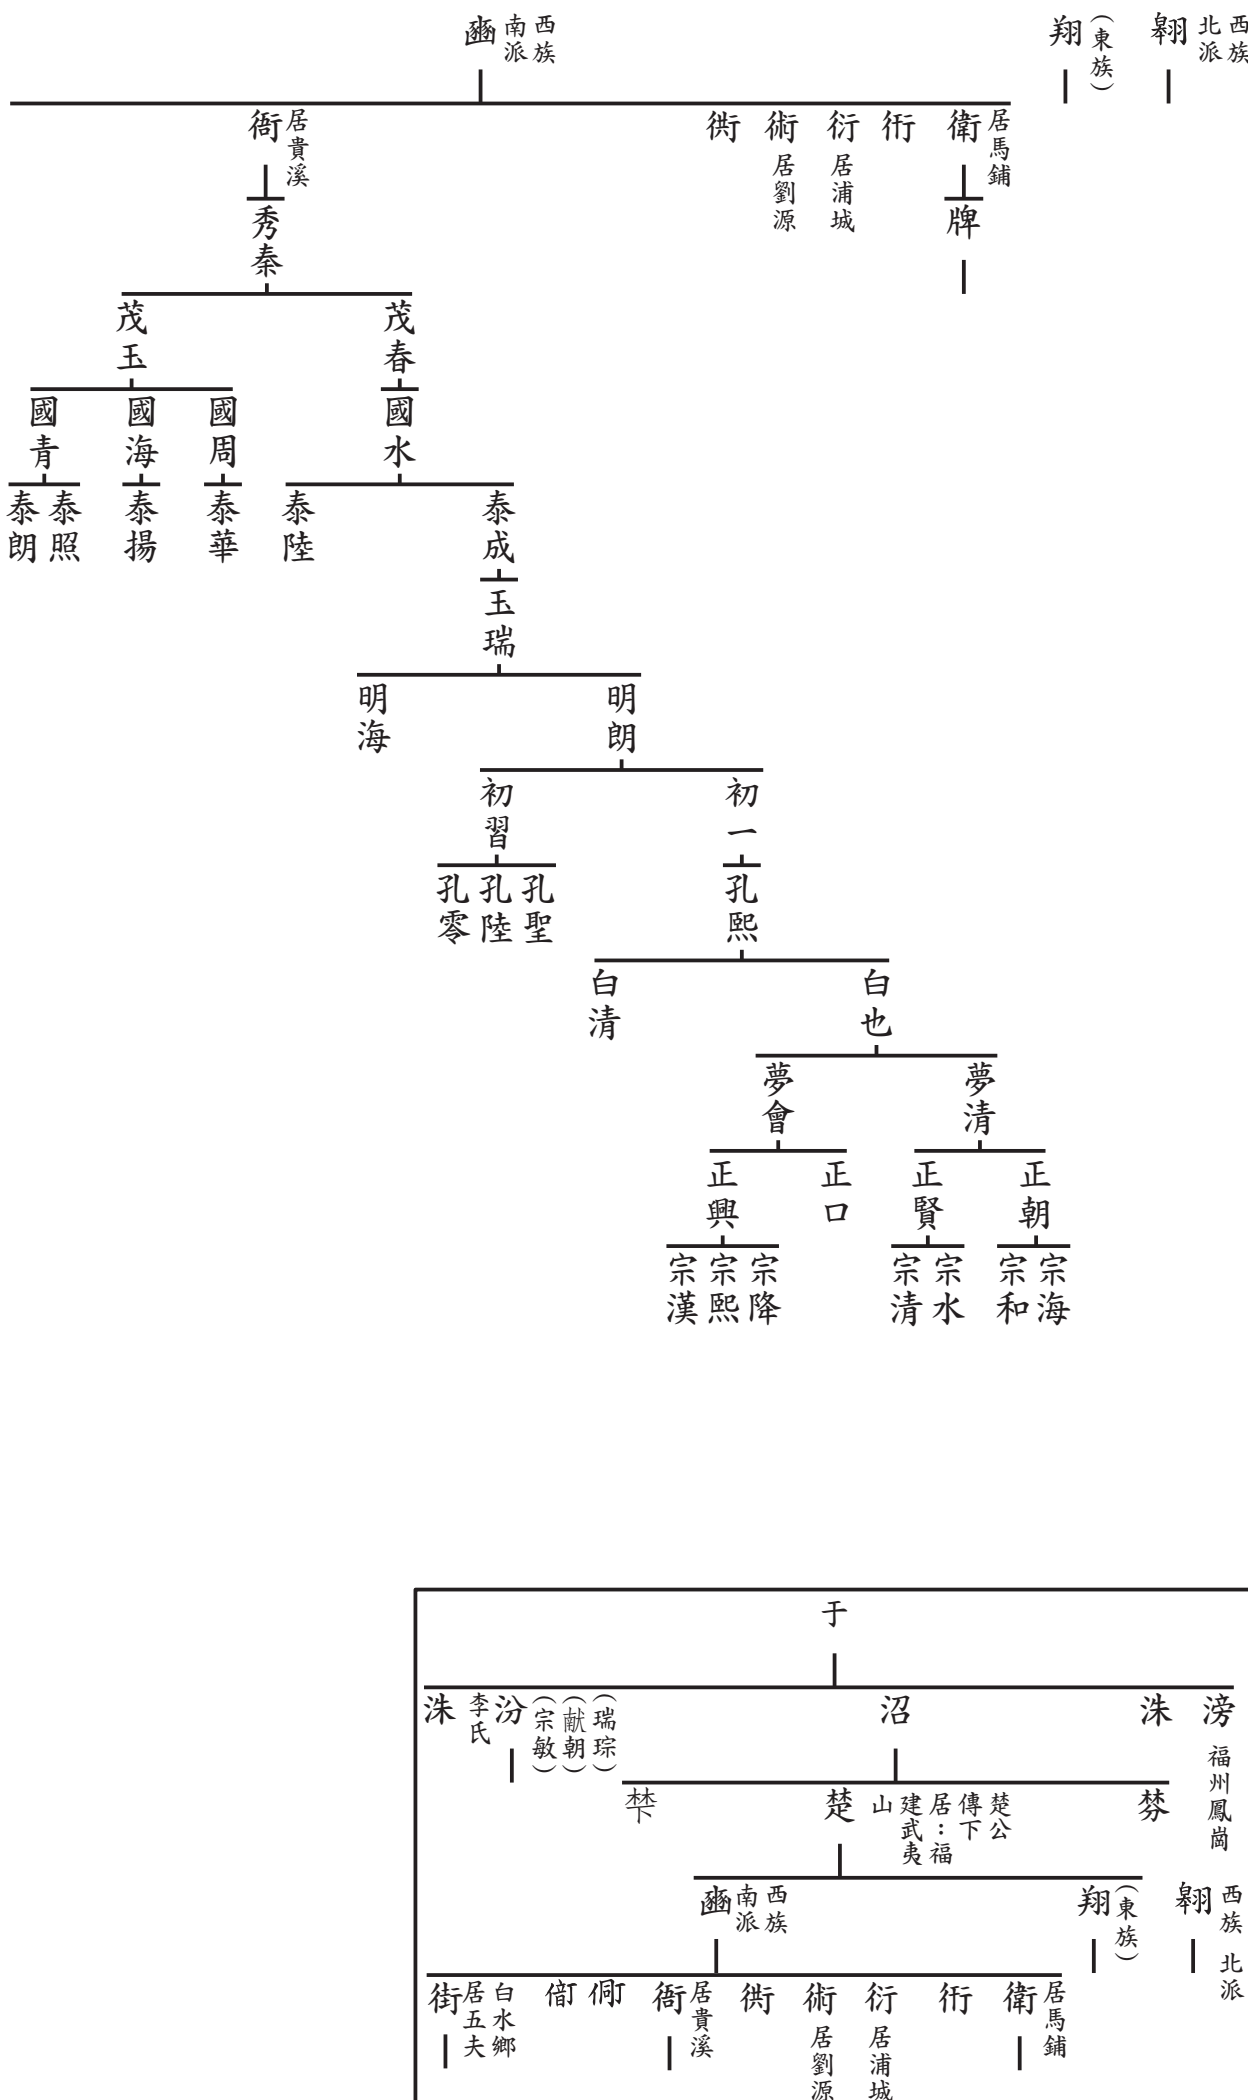 翱
西族
北派
翔
（東族）
豳
西族
南派
衛
居馬鋪
衎
衍
居浦城
術
居劉源
衖
衙
居貴溪
牌
秀秦
茂春
茂玉
國水
國周
國海
國青
泰成
泰陸
泰華
泰揚
泰照
泰朗
玉瑞
明朗
明海
初一
初習
孔熙
孔聖
孔陸
孔零
白也
白清
夢清
夢會
正朝
正賢
正口
正興
宗海
宗和
宗水
宗清
宗降
宗熙
宗漢
于
滂
福州鳳崗
洙
沼
（瑞琮）
（献朝）
（宗敏）
汾
李氏
洙
棼
楚
楚公
傳下
居：福
建武夷
山
翱
西族 北派
翔
（東族）
豳
西族
南派
衛
居馬鋪
衎
衍
居浦城
術
居劉源
衖
衙
居貴溪
街
白水鄉
居五夫